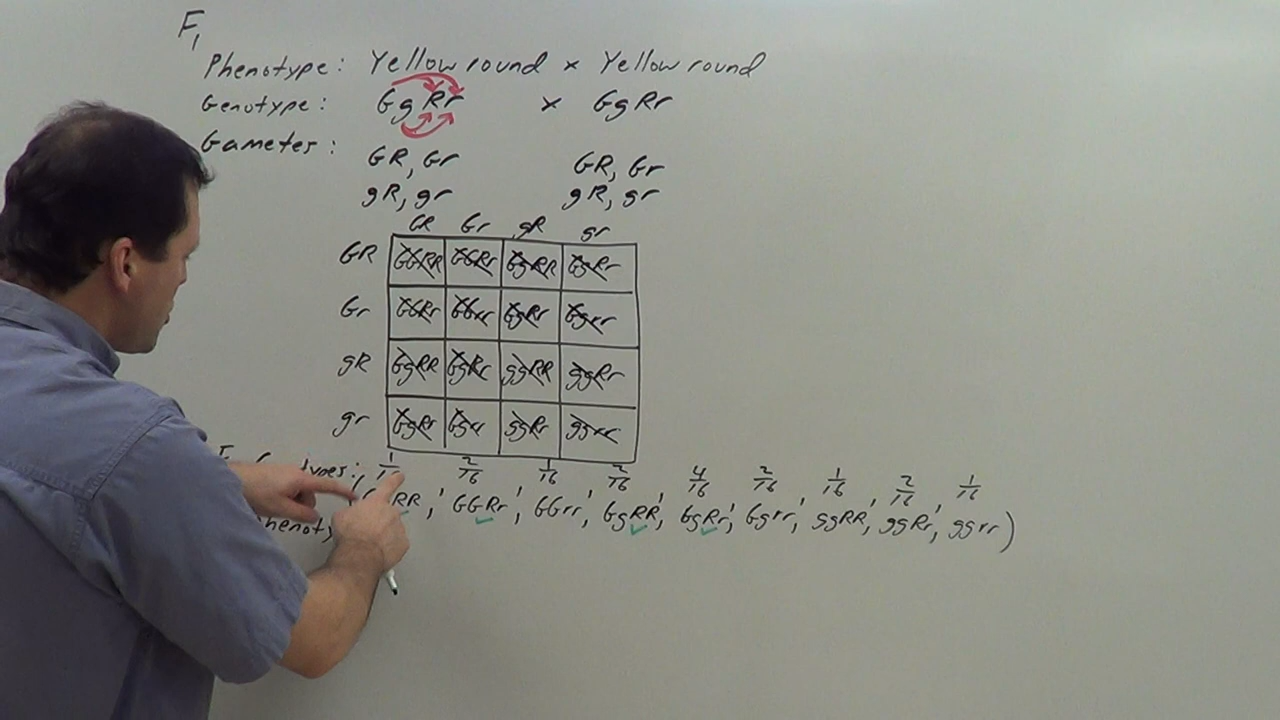 F1
Phenotype: Yellow round x Yellow round
Genotype: GgRr x GgRr
Gametes: GR, Gr GR, Gr
gR, gr gR, gr
GR Gr gR gr
GR GGRR GGRr GgRR GgRr
Gr GGRr GGrr GgRr Ggrr
gR GgRR GgRr ggRR ggRr
gr GgRr Ggrr ggRr ggrr
1/16 2/16 1/16 2/16 4/16 2/16 1/16 2/16 1/16
RR, GGRr, GGrr, GgRR, GgRr, Ggrr, ggRR, ggRr, ggrr)